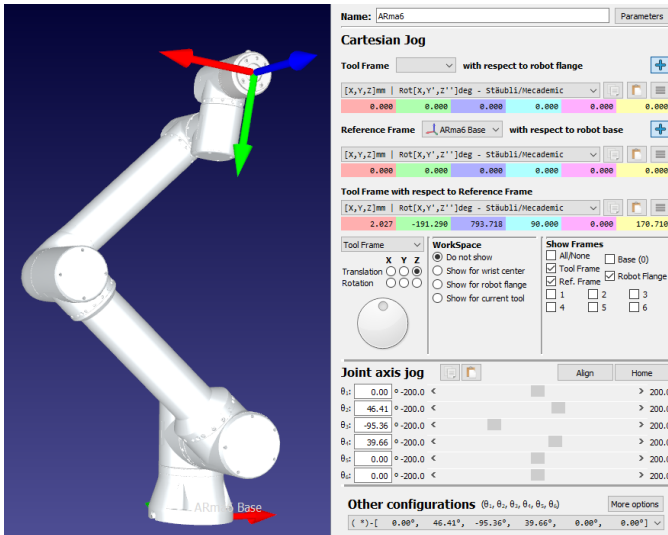 Name: ARma6 Parameters
Cartesian Jog
Tool Frame with respect to robot flange
[X,Y,Z]mm | Rot[X,Y',Z'']deg - Stäubli/Mecademic
0.000 0.000 0.000 0.000 0.000 0.000
Reference Frame ARma6 Base with respect to robot base
[X,Y,Z]mm | Rot[X,Y',Z'']deg - Stäubli/Mecademic
0.000 0.000 0.000 0.000 0.000 0.000
Tool Frame with respect to Reference Frame
[X,Y,Z]mm | Rot[X,Y',Z'']deg - Stäubli/Mecademic
2.027 -191.290 793.718 90.000 0.000 170.710
Tool Frame
X Y Z
Translation
Rotation
WorkSpace
Do not show
Show for wrist center
Show for robot flange
Show for current tool
Show Frames
All/None Base (0)
Tool Frame Robot Flange
Ref. Frame
1 2 3
4 5 6
Joint axis jog Align Home
θ₁: 0.00 º -200.0 < > 200.0
θ₂: 46.41 º -200.0 < > 200.0
θ₃: -95.36 º -200.0 < > 200.0
θ₄: 39.66 º -200.0 < > 200.0
θ₅: 0.00 º -200.0 < > 200.0
θ₆: 0.00 º -200.0 < > 200.0
Other configurations (θ₁, θ₂, θ₃, θ₄, θ₅, θ₆) More options
( *)-[ 0.00º, 46.41º, -95.36º, 39.66º, 0.00º, 0.00º]
ARma6 Base